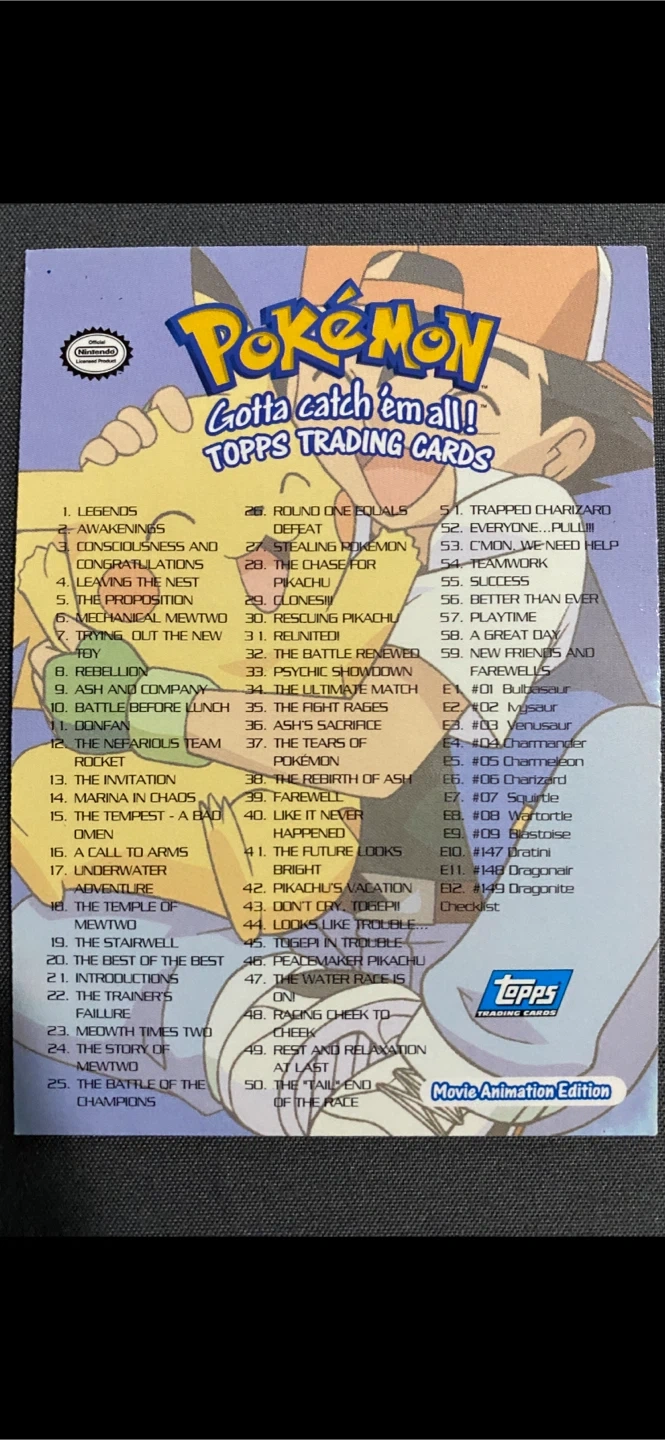 Official
Nintendo
Licensed Product
POKéMON
Gotta catch 'em all!
TOPPS TRADING CARDS
1. LEGENDS
2. AWAKENINGS
3. CONSCIOUSNESS AND
CONGRATULATIONS
4. LEAVING THE NEST
5. THE PROPOSITION
6. MECHANICAL MEWTWO
7. TRYING OUT THE NEW
TOY
8. REBELLION
9. ASH AND COMPANY
10. BATTLE BEFORE LUNCH
11. DONFAN
12. THE NEFARIOUS TEAM
ROCKET
13. THE INVITATION
14. MARINA IN CHAOS
15. THE TEMPEST - A BAD
OMEN
16. A CALL TO ARMS
17. UNDERWATER
ADVENTURE
18. THE TEMPLE OF
MEWTWO
19. THE STAIRWELL
20. THE BEST OF THE BEST
21. INTRODUCTIONS
22. THE TRAINER'S
FAILURE
23. MEOWTH TIMES TWO
24. THE STORY OF
MEWTWO
25. THE BATTLE OF THE
CHAMPIONS
26. ROUND ONE EQUALS
DEFEAT
27. STEALING POKÉMON
28. THE CHASE FOR
PIKACHU
29. CLONES!!!
30. RESCUING PIKACHU
31. REUNITED!
32. THE BATTLE RENEWED
33. PSYCHIC SHOWDOWN
34. THE ULTIMATE MATCH
35. THE FIGHT RAGES
36. ASH'S SACRIFICE
37. THE TEARS OF
POKÉMON
38. THE REBIRTH OF ASH
39. FAREWELL
40. LIKE IT NEVER
HAPPENED
41. THE FUTURE LOOKS
BRIGHT
42. PIKACHU'S VACATION
43. DON'T CRY, TOGEPI!
44. LOOKS LIKE TROUBLE...
45. TOGEPI IN TROUBLE
46. PEACEMAKER PIKACHU
47. THE WATER RACE IS
ON!
48. RACING CHEEK TO
CHEEK
49. REST AND RELAXATION
AT LAST
50. THE "TAIL" END
OF THE RACE
51. TRAPPED CHARIZARD
52. EVERYONE...PULL!!!
53. C'MON, WE NEED HELP
54. TEAMWORK
55. SUCCESS
56. BETTER THAN EVER
57. PLAYTIME
58. A GREAT DAY
59. NEW FRIENDS AND
FAREWELLS
E1. #01 Bulbasaur
E2. #02 Ivysaur
E3. #03 Venusaur
E4. #04 Charmander
E5. #05 Charmeleon
E6. #06 Charizard
E7. #07 Squirtle
E8. #08 Wartortle
E9. #09 Blastoise
E10. #147 Dratini
E11. #148 Dragonair
E12. #149 Dragonite
Checklist
topps
TRADING CARDS
Movie Animation Edition